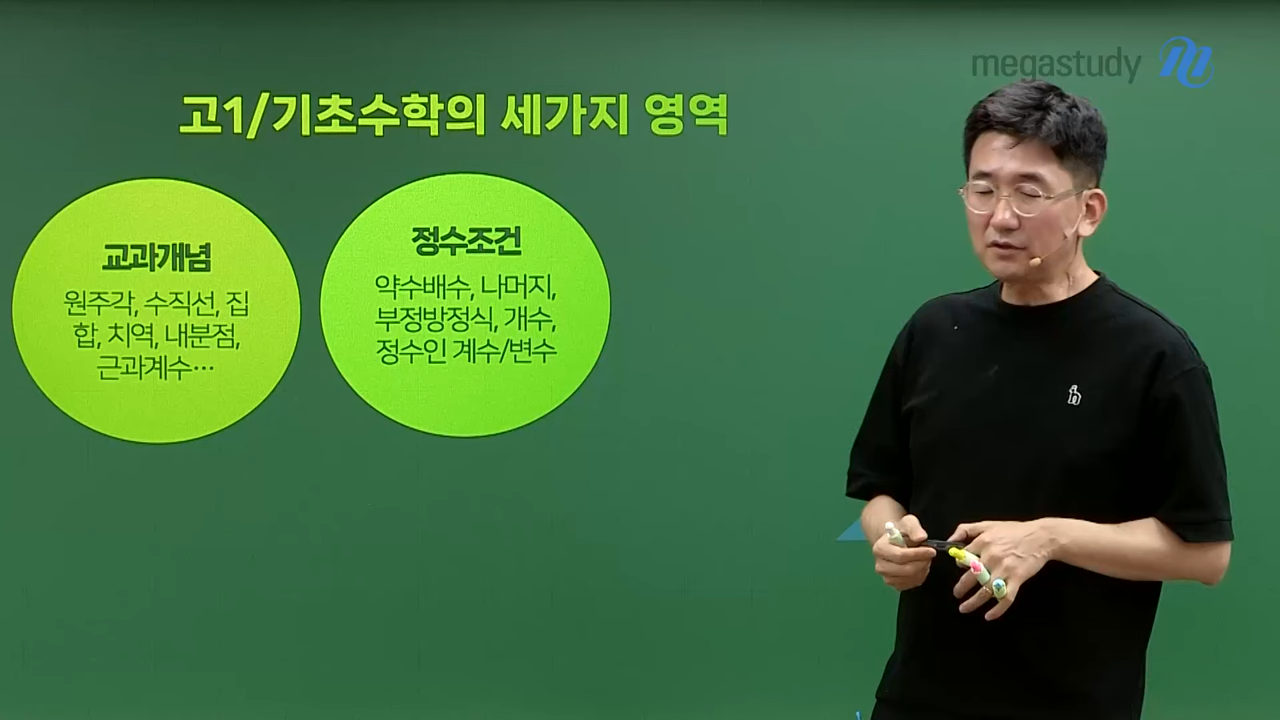 megastudy
고1/기초수학의 세가지 영역
교과개념
원주각, 수직선, 집
합, 치역, 내분점,
근과계수…
정수조건
약수배수, 나머지,
부정방정식, 개수,
정수인 계수/변수